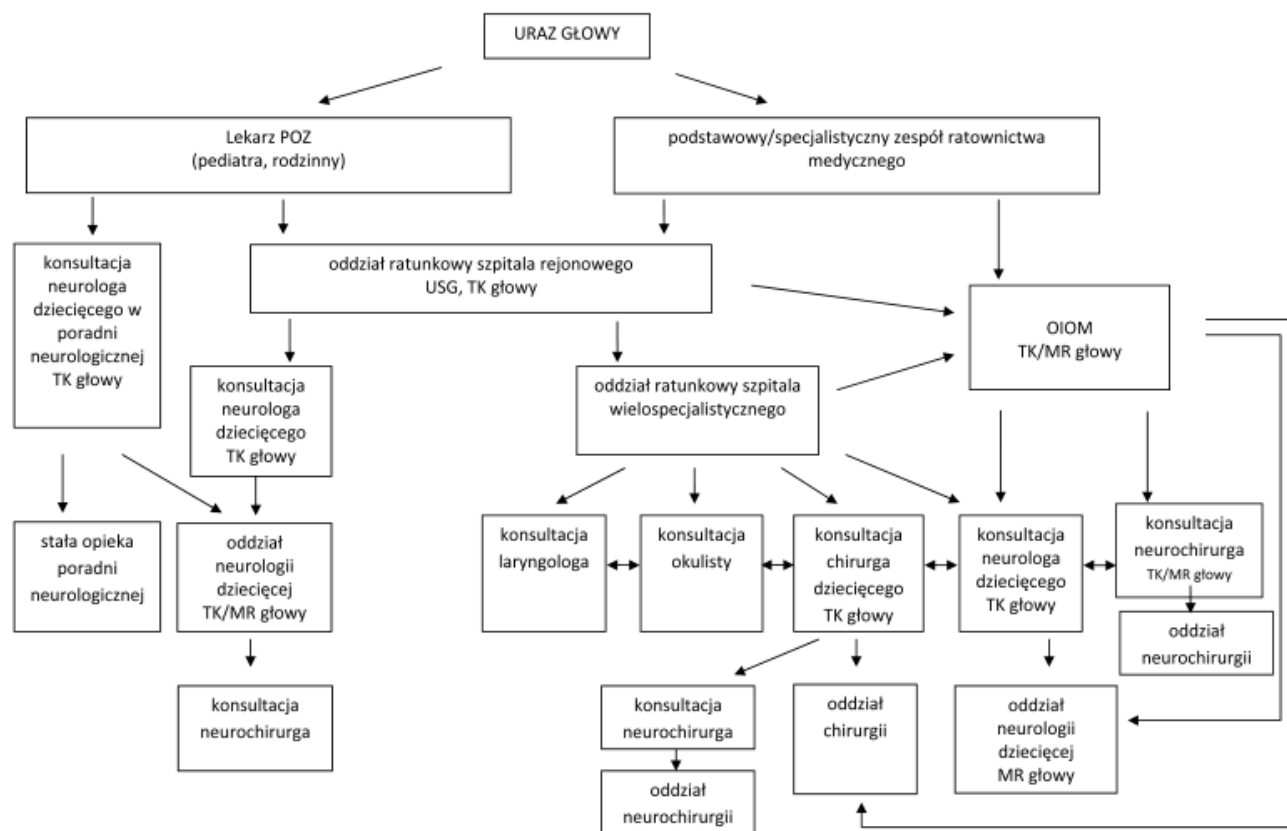 URAZ GŁOWY
Lekarz POZ
(pediatra, rodzinny)
podstawowy/specjalistyczny zespół ratownictwa
medycznego
konsultacja
neurologa
dziecięcego w
poradni
neurologicznej
TK głowy
oddział ratunkowy szpitala rejonowego
USG, TK głowy
OIOM
TK/MR głowy
konsultacja
neurologa
dziecięcego
TK głowy
oddział ratunkowy szpitala
wielospecjalistycznego
stała opieka
poradni
neurologicznej
oddział
neurologii
dziecięcej
TK/MR głowy
konsultacja
laryngologa
konsultacja
okulisty
konsultacja
chirurga
dziecięcego
TK głowy
konsultacja
neurologa
dziecięcego
TK głowy
konsultacja
neurochirurga
TK/MR głowy
oddział
neurochirurgii
konsultacja
neurochirurga
konsultacja
neurochirurga
oddział
chirurgii
oddział
neurologii
dziecięcej
MR głowy
oddział
neurochirurgii